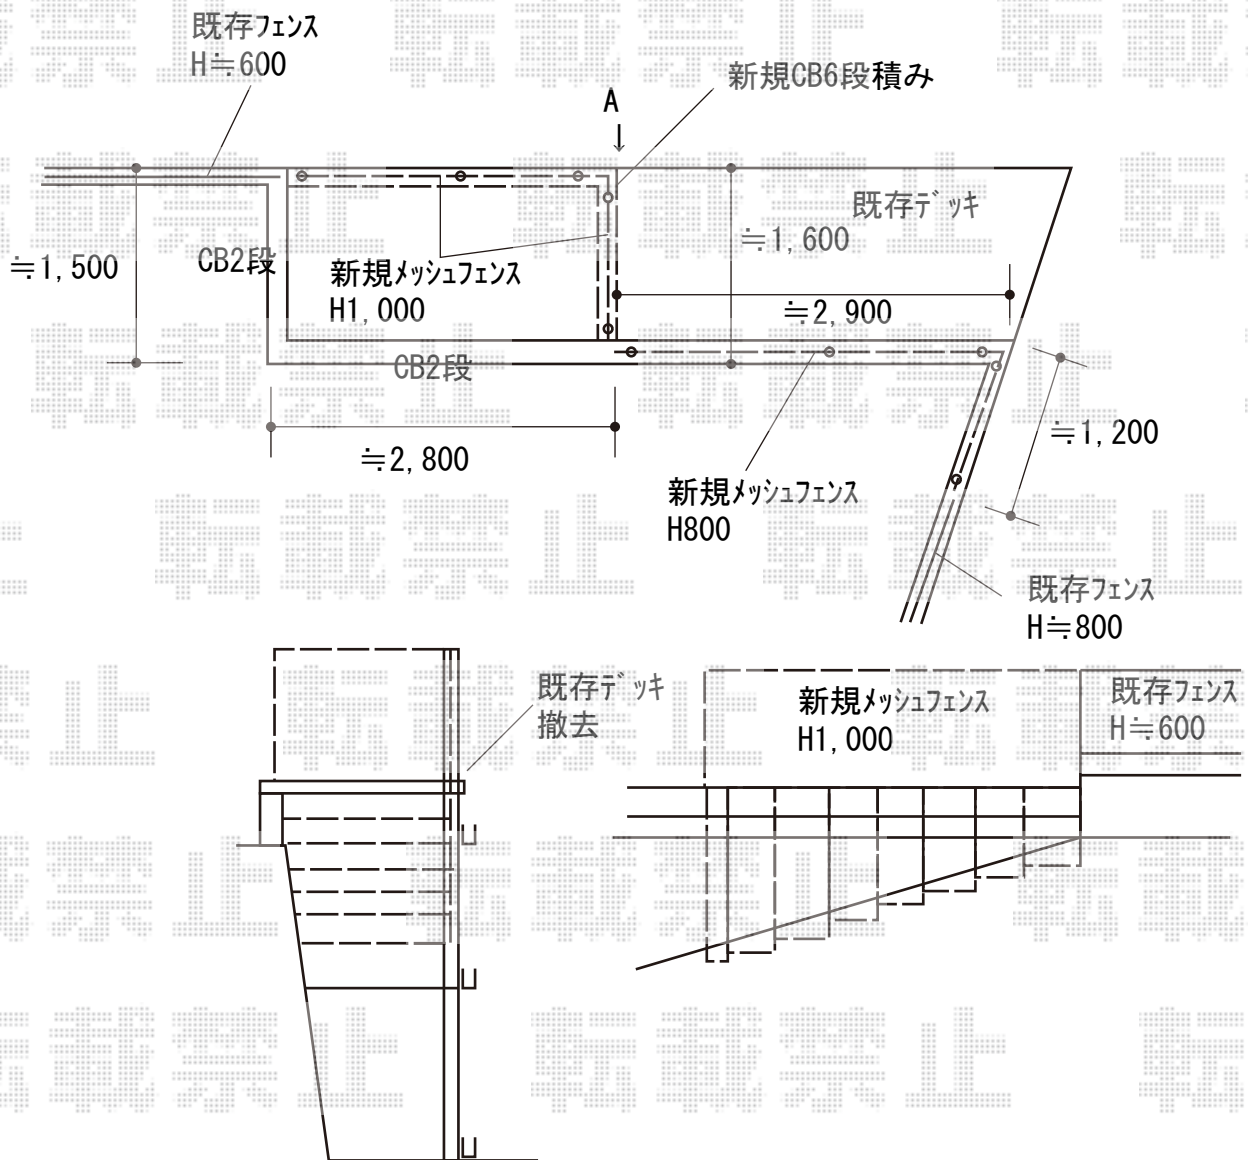 既存フェンス
H≒600
新規CB6段積み
A
既存デッキ
≒1,600
≒1,500
CB2段
新規メッシュフェンス
H1,000
≒2,900
CB2段
≒2,800
≒1,200
新規メッシュフェンス
H800
既存フェンス
H≒800
既存デッキ
撤去
新規メッシュフェンス
H1,000
既存フェンス
H≒600
転載禁止